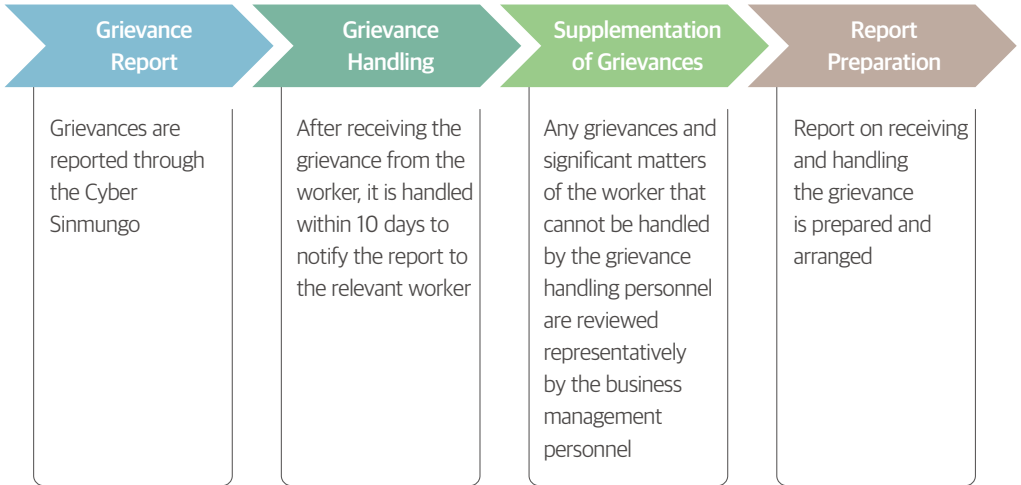 Grievance
Report
Grievances are
reported through
the Cyber
Sinmungo
Grievance
Handling
After receiving the
grievance from the
worker, it is handled
within 10 days to
notify the report to
the relevant worker
Supplementation
of Grievances
Any grievances and
significant matters
of the worker that
cannot be handled
by the grievance
handling personnel
are reviewed
representatively
by the business
management
personnel
Report
Preparation
Report on receiving
and handling
the grievance
is prepared and
arranged